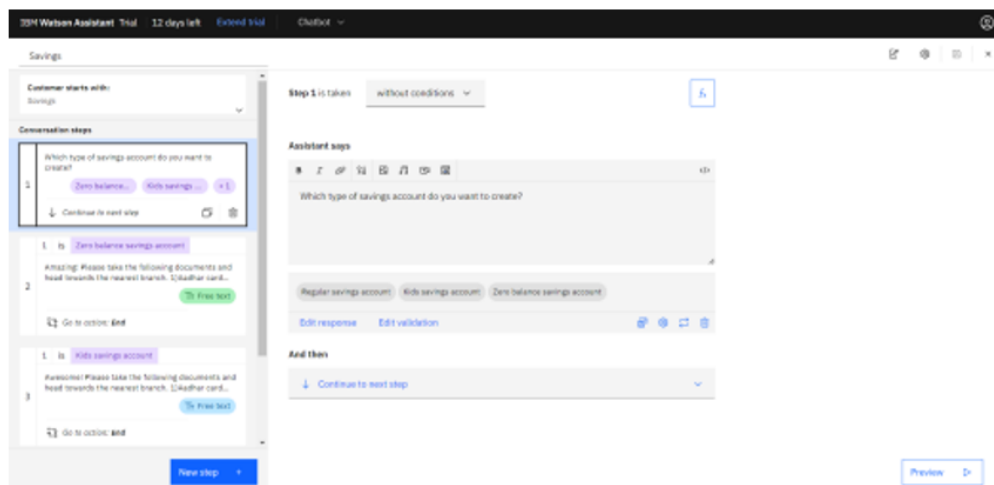 IBM Watson Assistant Trial 12 days left Extend trial Chatbot
Savings
Customer starts with:
Savings
Conversation steps
1
Which type of savings account do you want to
create?
Zero balance... Kids savings ... +1
Continue to next step
2
1 is Zero balance savings account
Amazing! Please take the following documents and
head towards the nearest branch. 1)Aadhar card...
Free text
Go to action: End
3
1 is Kids savings account
Awesome! Please take the following documents and
head towards the nearest branch. 1)Aadhar card...
Free text
Go to action: End
New step +
Step 1 is taken without conditions
fx
Assistant says
B I
Which type of savings account do you want to create?
Regular savings account Kids savings account Zero balance savings account
Edit response Edit validation
And then
Continue to next step
Preview